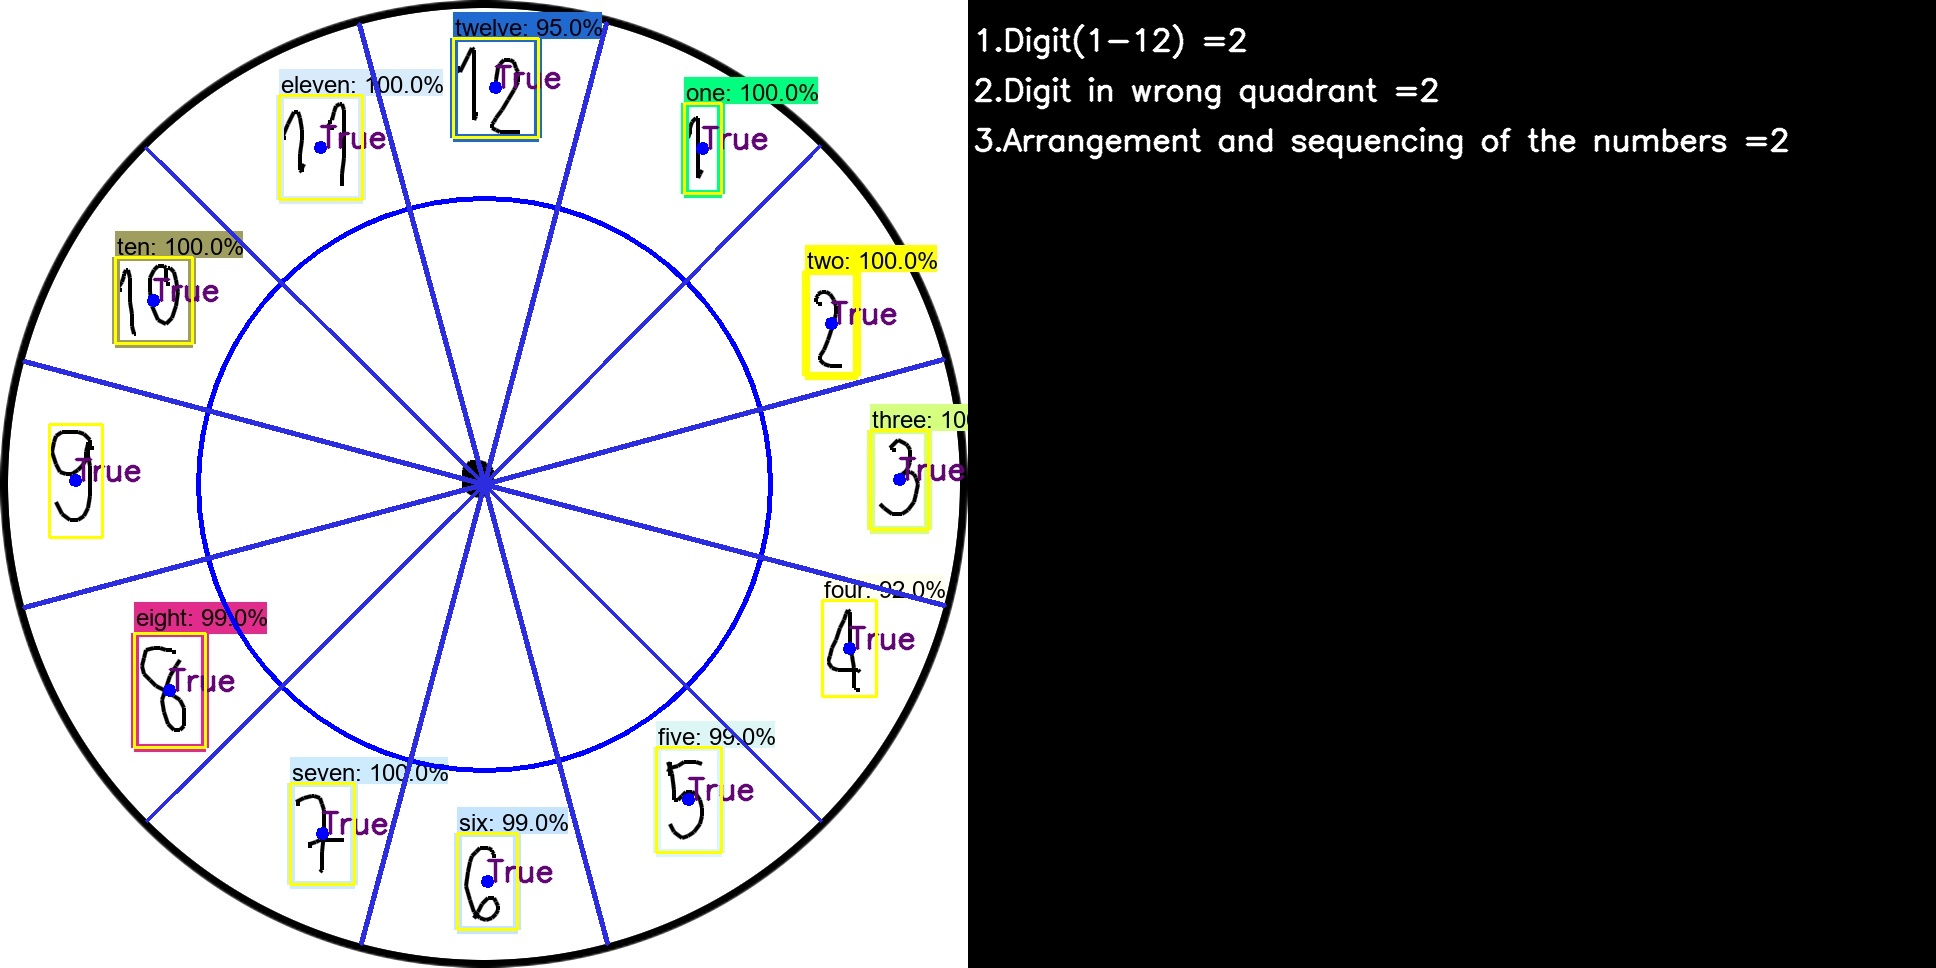 twelve: 95.0%
12 True
eleven: 100.0%
11 True
one: 100.0%
1 True
ten: 100.0%
10 True
two: 100.0%
2 True
three: 10
3 True
9 True
four: 92.0%
4 True
eight: 99.0%
8 True
five: 99.0%
5 True
seven: 100.0%
7 True
six: 99.0%
6 True
1.Digit(1-12) =2
2.Digit in wrong quadrant =2
3.Arrangement and sequencing of the numbers =2